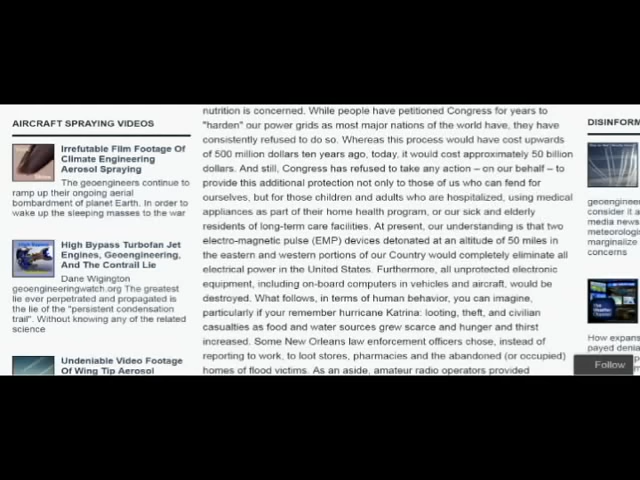 AIRCRAFT SPRAYING VIDEOS
Irrefutable Film Footage Of
Climate Engineering
Aerosol Spraying
The geoengineers continue to
ramp up their ongoing aerial
bombardment of planet Earth. In order to
wake up the sleeping masses to the war
High Bypass Turbofan Jet
Engines, Geoengineering,
And The Contrail Lie
Dane Wigington
geoengineeringwatch.org The greatest
lie ever perpetrated and propagated is
the lie of the "persistent condensation
trail". Without knowing any of the related
science
Undeniable Video Footage
Of Wing Tip Aerosol
nutrition is concerned. While people have petitioned Congress for years to
"harden" our power grids as most major nations of the world have, they have
consistently refused to do so. Whereas this process would have cost upwards
of 500 million dollars ten years ago, today, it would cost approximately 50 billion
dollars. And still, Congress has refused to take any action – on our behalf – to
provide this additional protection not only to those of us who can fend for
ourselves, but for those children and adults who are hospitalized, using medical
appliances as part of their home health program, or our sick and elderly
residents of long-term care facilities. At present, our understanding is that two
electro-magnetic pulse (EMP) devices detonated at an altitude of 50 miles in
the eastern and western portions of our Country would completely eliminate all
electrical power in the United States. Furthermore, all unprotected electronic
equipment, including on-board computers in vehicles and aircraft, would be
destroyed. What follows, in terms of human behavior, you can imagine,
particularly if your remember hurricane Katrina: looting, theft, and civilian
casualties as food and water sources grew scarce and hunger and thirst
increased. Some New Orleans law enforcement officers chose, instead of
reporting to work, to loot stores, pharmacies and the abandoned (or occupied)
homes of flood victims. As an aside, amateur radio operators provided
DISINFORM
geoengineer
consider it a
media news
meteorologis
marginalize
concerns
How expans
payed denia
Follow